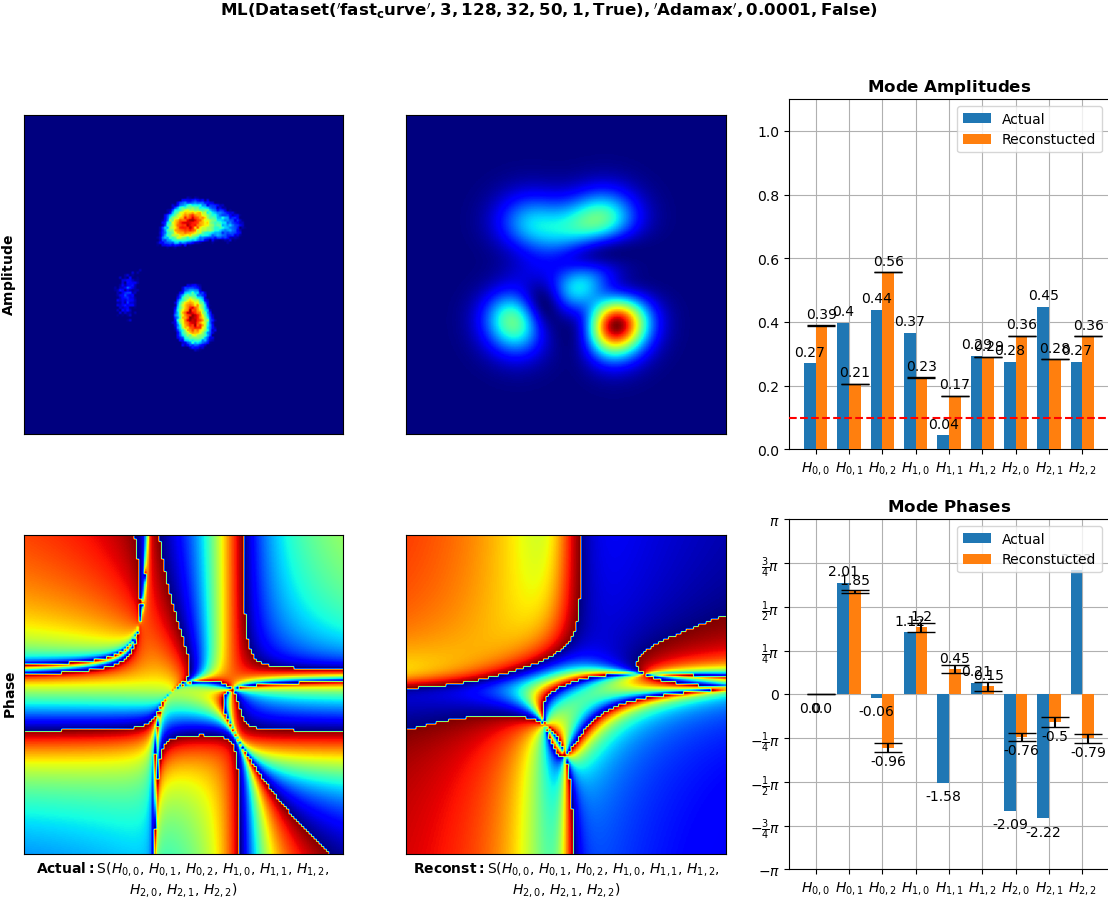 ML(Dataset('fast_curve', 3, 128, 32, 50, 1, True), 'Adamax', 0.0001, False)
Amplitude
Mode Amplitudes
Actual
Reconstucted
1.0
0.8
0.6
0.4
0.2
0.0
0.27 0.39 0.4 0.21 0.44 0.56 0.37 0.23 0.04 0.17 0.29 0.29 0.28 0.36 0.45 0.28 0.27 0.36
H0,0 H0,1 H0,2 H1,0 H1,1 H1,2 H2,0 H2,1 H2,2
Phase
Actual: S(H0,0, H0,1, H0,2, H1,0, H1,1, H1,2,
H2,0, H2,1, H2,2)
Reconst: S(H0,0, H0,1, H0,2, H1,0, H1,1, H1,2,
H2,0, H2,1, H2,2)
Mode Phases
Actual
Reconstucted
π
3/4π
1/2π
1/4π
0
−1/4π
−1/2π
−3/4π
−π
0.0 0.0 2.01 1.85 -0.06 -0.96 1.12 1.2 -1.58 0.45 0.21 0.15 -2.09 -0.76 -2.22 -0.5 -0.79
H0,0 H0,1 H0,2 H1,0 H1,1 H1,2 H2,0 H2,1 H2,2